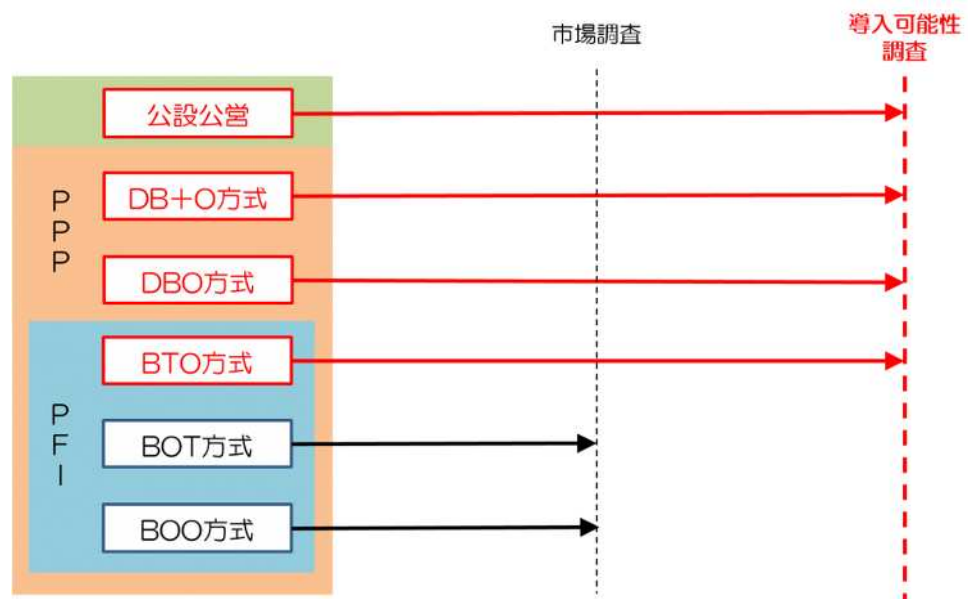 市場調査
導入可能性
調査
公設公営
PPP
DB+O方式
DBO方式
PFI
BTO方式
BOT方式
BOO方式